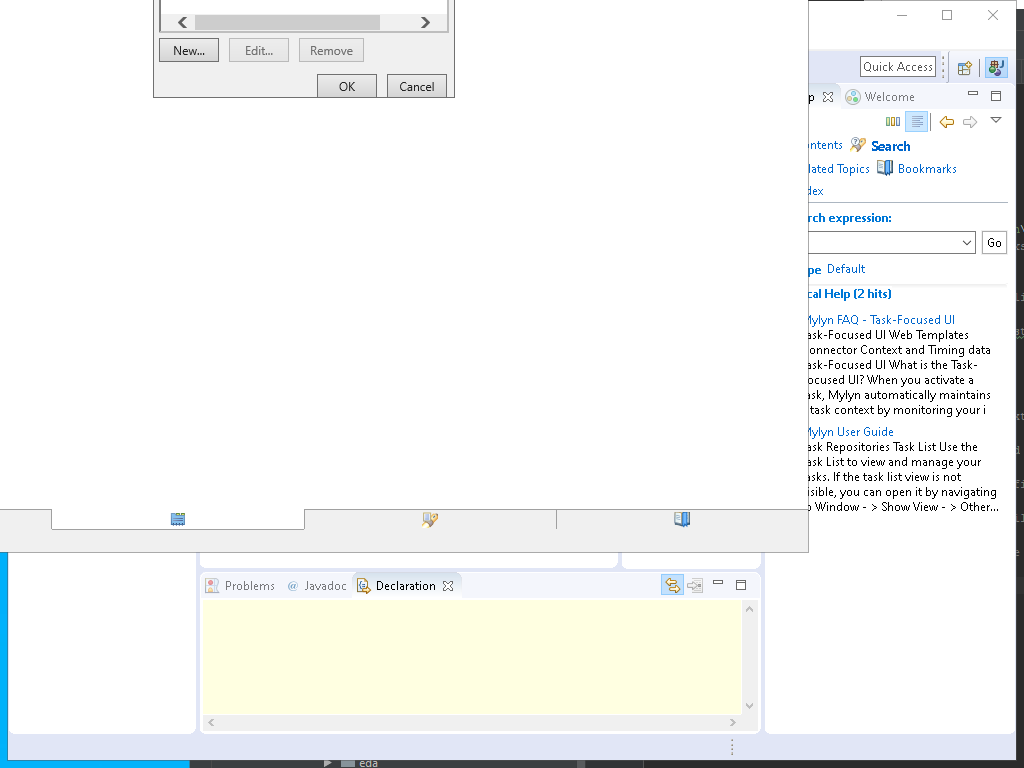 New...
Edit...
Remove
OK
Cancel
Quick Access
p
Welcome
ntents
Search
lated Topics
Bookmarks
dex
rch expression:
Go
pe
Default
cal Help (2 hits)
Mylyn FAQ - Task-Focused UI
ask-Focused UI Web Templates
onnector Context and Timing data
ask-Focused UI What is the Task-
ocused UI? When you activate a
ask, Mylyn automatically maintains
task context by monitoring your i
Mylyn User Guide
ask Repositories Task List Use the
ask List to view and manage your
asks. If the task list view is not
isible, you can open it by navigating
o Window - > Show View - > Other...
Problems
@ Javadoc
Declaration
eda